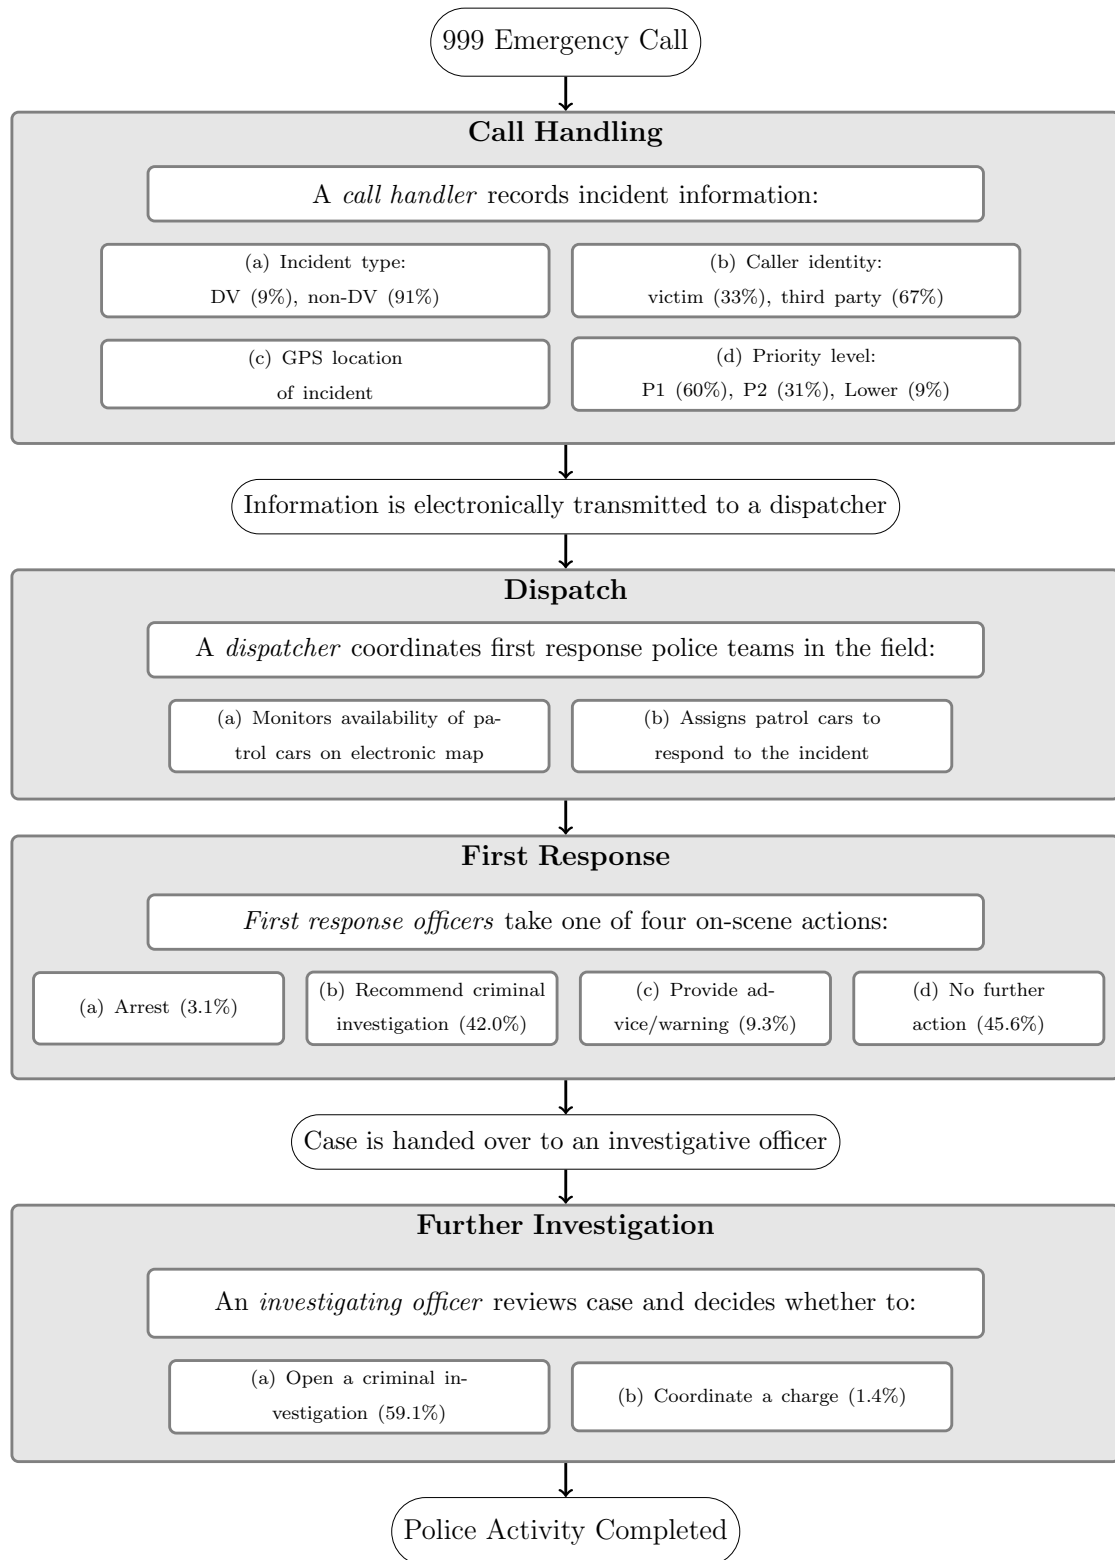 999 Emergency Call
Call Handling
A call handler records incident information:
(a) Incident type:
DV (9%), non-DV (91%)
(b) Caller identity:
victim (33%), third party (67%)
(c) GPS location
of incident
(d) Priority level:
P1 (60%), P2 (31%), Lower (9%)
Information is electronically transmitted to a dispatcher
Dispatch
A dispatcher coordinates first response police teams in the field:
(a) Monitors availability of pa-
trol cars on electronic map
(b) Assigns patrol cars to
respond to the incident
First Response
First response officers take one of four on-scene actions:
(a) Arrest (3.1%)
(b) Recommend criminal
investigation (42.0%)
(c) Provide ad-
vice/warning (9.3%)
(d) No further
action (45.6%)
Case is handed over to an investigative officer
Further Investigation
An investigating officer reviews case and decides whether to:
(a) Open a criminal in-
vestigation (59.1%)
(b) Coordinate a charge (1.4%)
Police Activity Completed